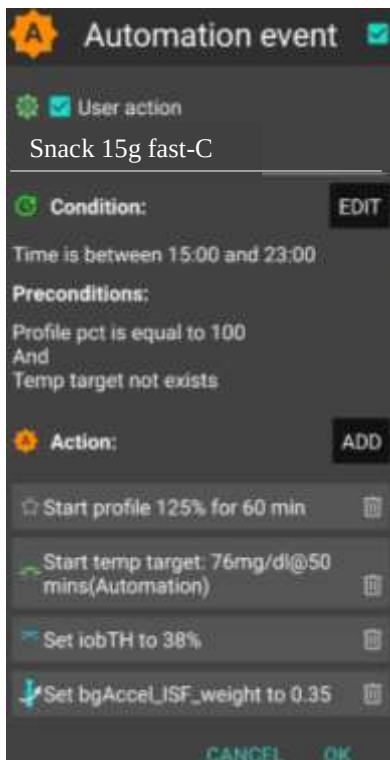 A Automation event
User action
Snack 15g fast-C
Condition:
EDIT
Time is between 15:00 and 23:00
Preconditions:
Profile pct is equal to 100
And
Temp target not exists
A Action:
ADD
Start profile 125% for 60 min
Start temp target: 76mg/dl@50
mins(Automation)
Set iobTH to 38%
Set bgAccel_ISF_weight to 0.35
CANCEL OK